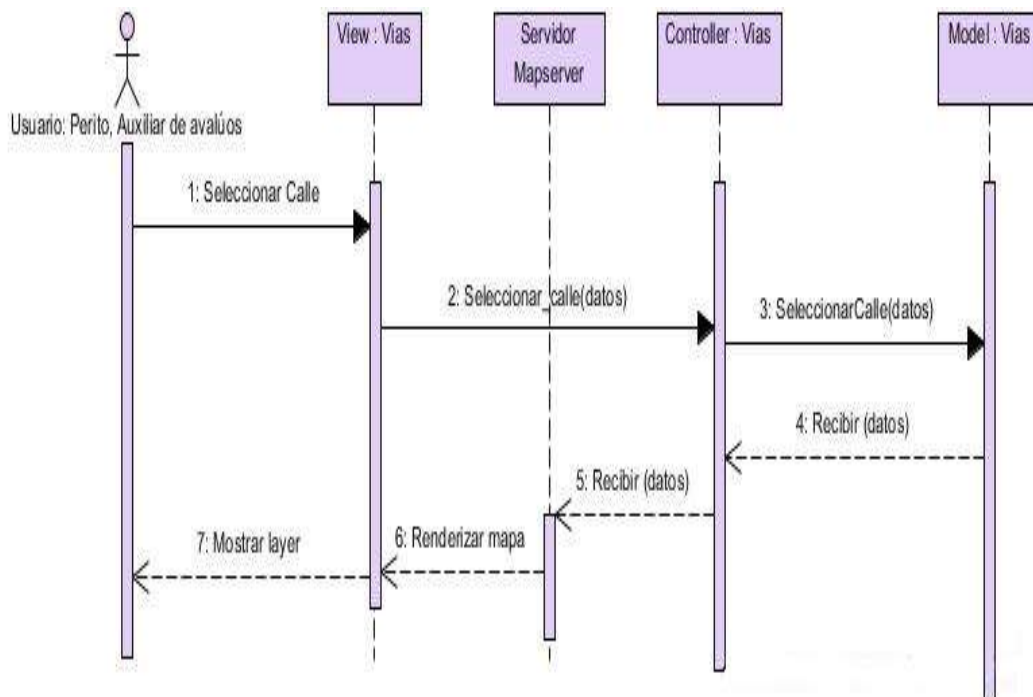 View : Vias
Servidor
Mapserver
Controller : Vias
Model : Vias
Usuario: Perito, Auxiliar de avalúos
1: Seleccionar Calle
2: Seleccionar_calle(datos)
3: SeleccionarCalle(datos)
4: Recibir (datos)
5: Recibir (datos)
6: Renderizar mapa
7: Mostrar layer